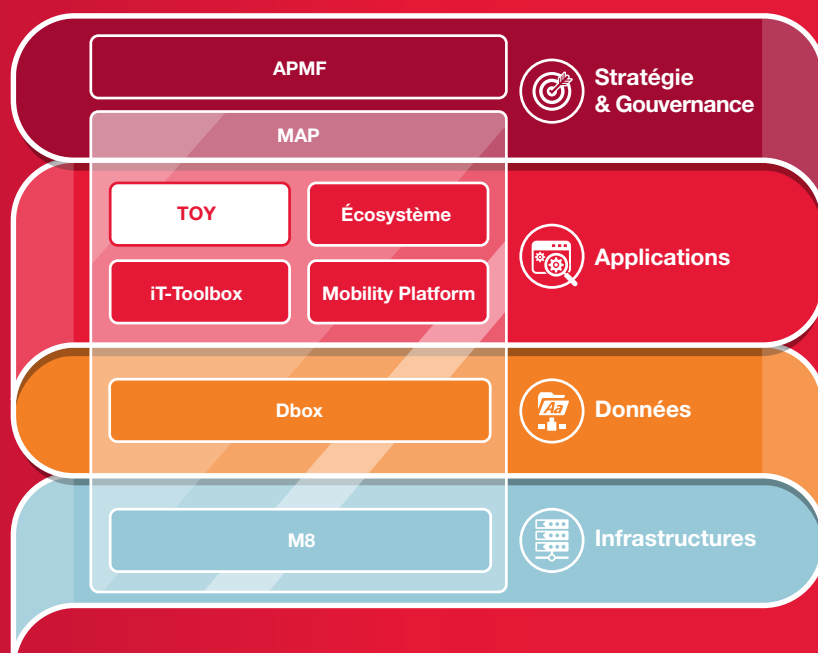 APMF
Stratégie
& Gouvernance
MAP
TOY
Écosystème
Applications
iT-Toolbox
Mobility Platform
Dbox
Données
M8
Infrastructures